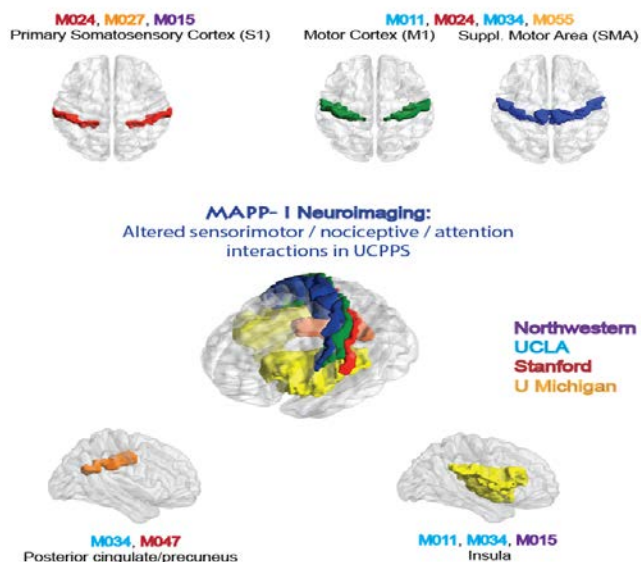 M024, M027, M015
Primary Somatosensory Cortex (S1)
M011, M024, M034, M055
Motor Cortex (M1) Suppl. Motor Area (SMA)
MAPP- I Neuroimaging:
Altered sensorimotor / nociceptive / attention
interactions in UCPPS
Northwestern
UCLA
Stanford
U Michigan
M034, M047
Posterior cingulate/precuneus
M011, M034, M015
Insula